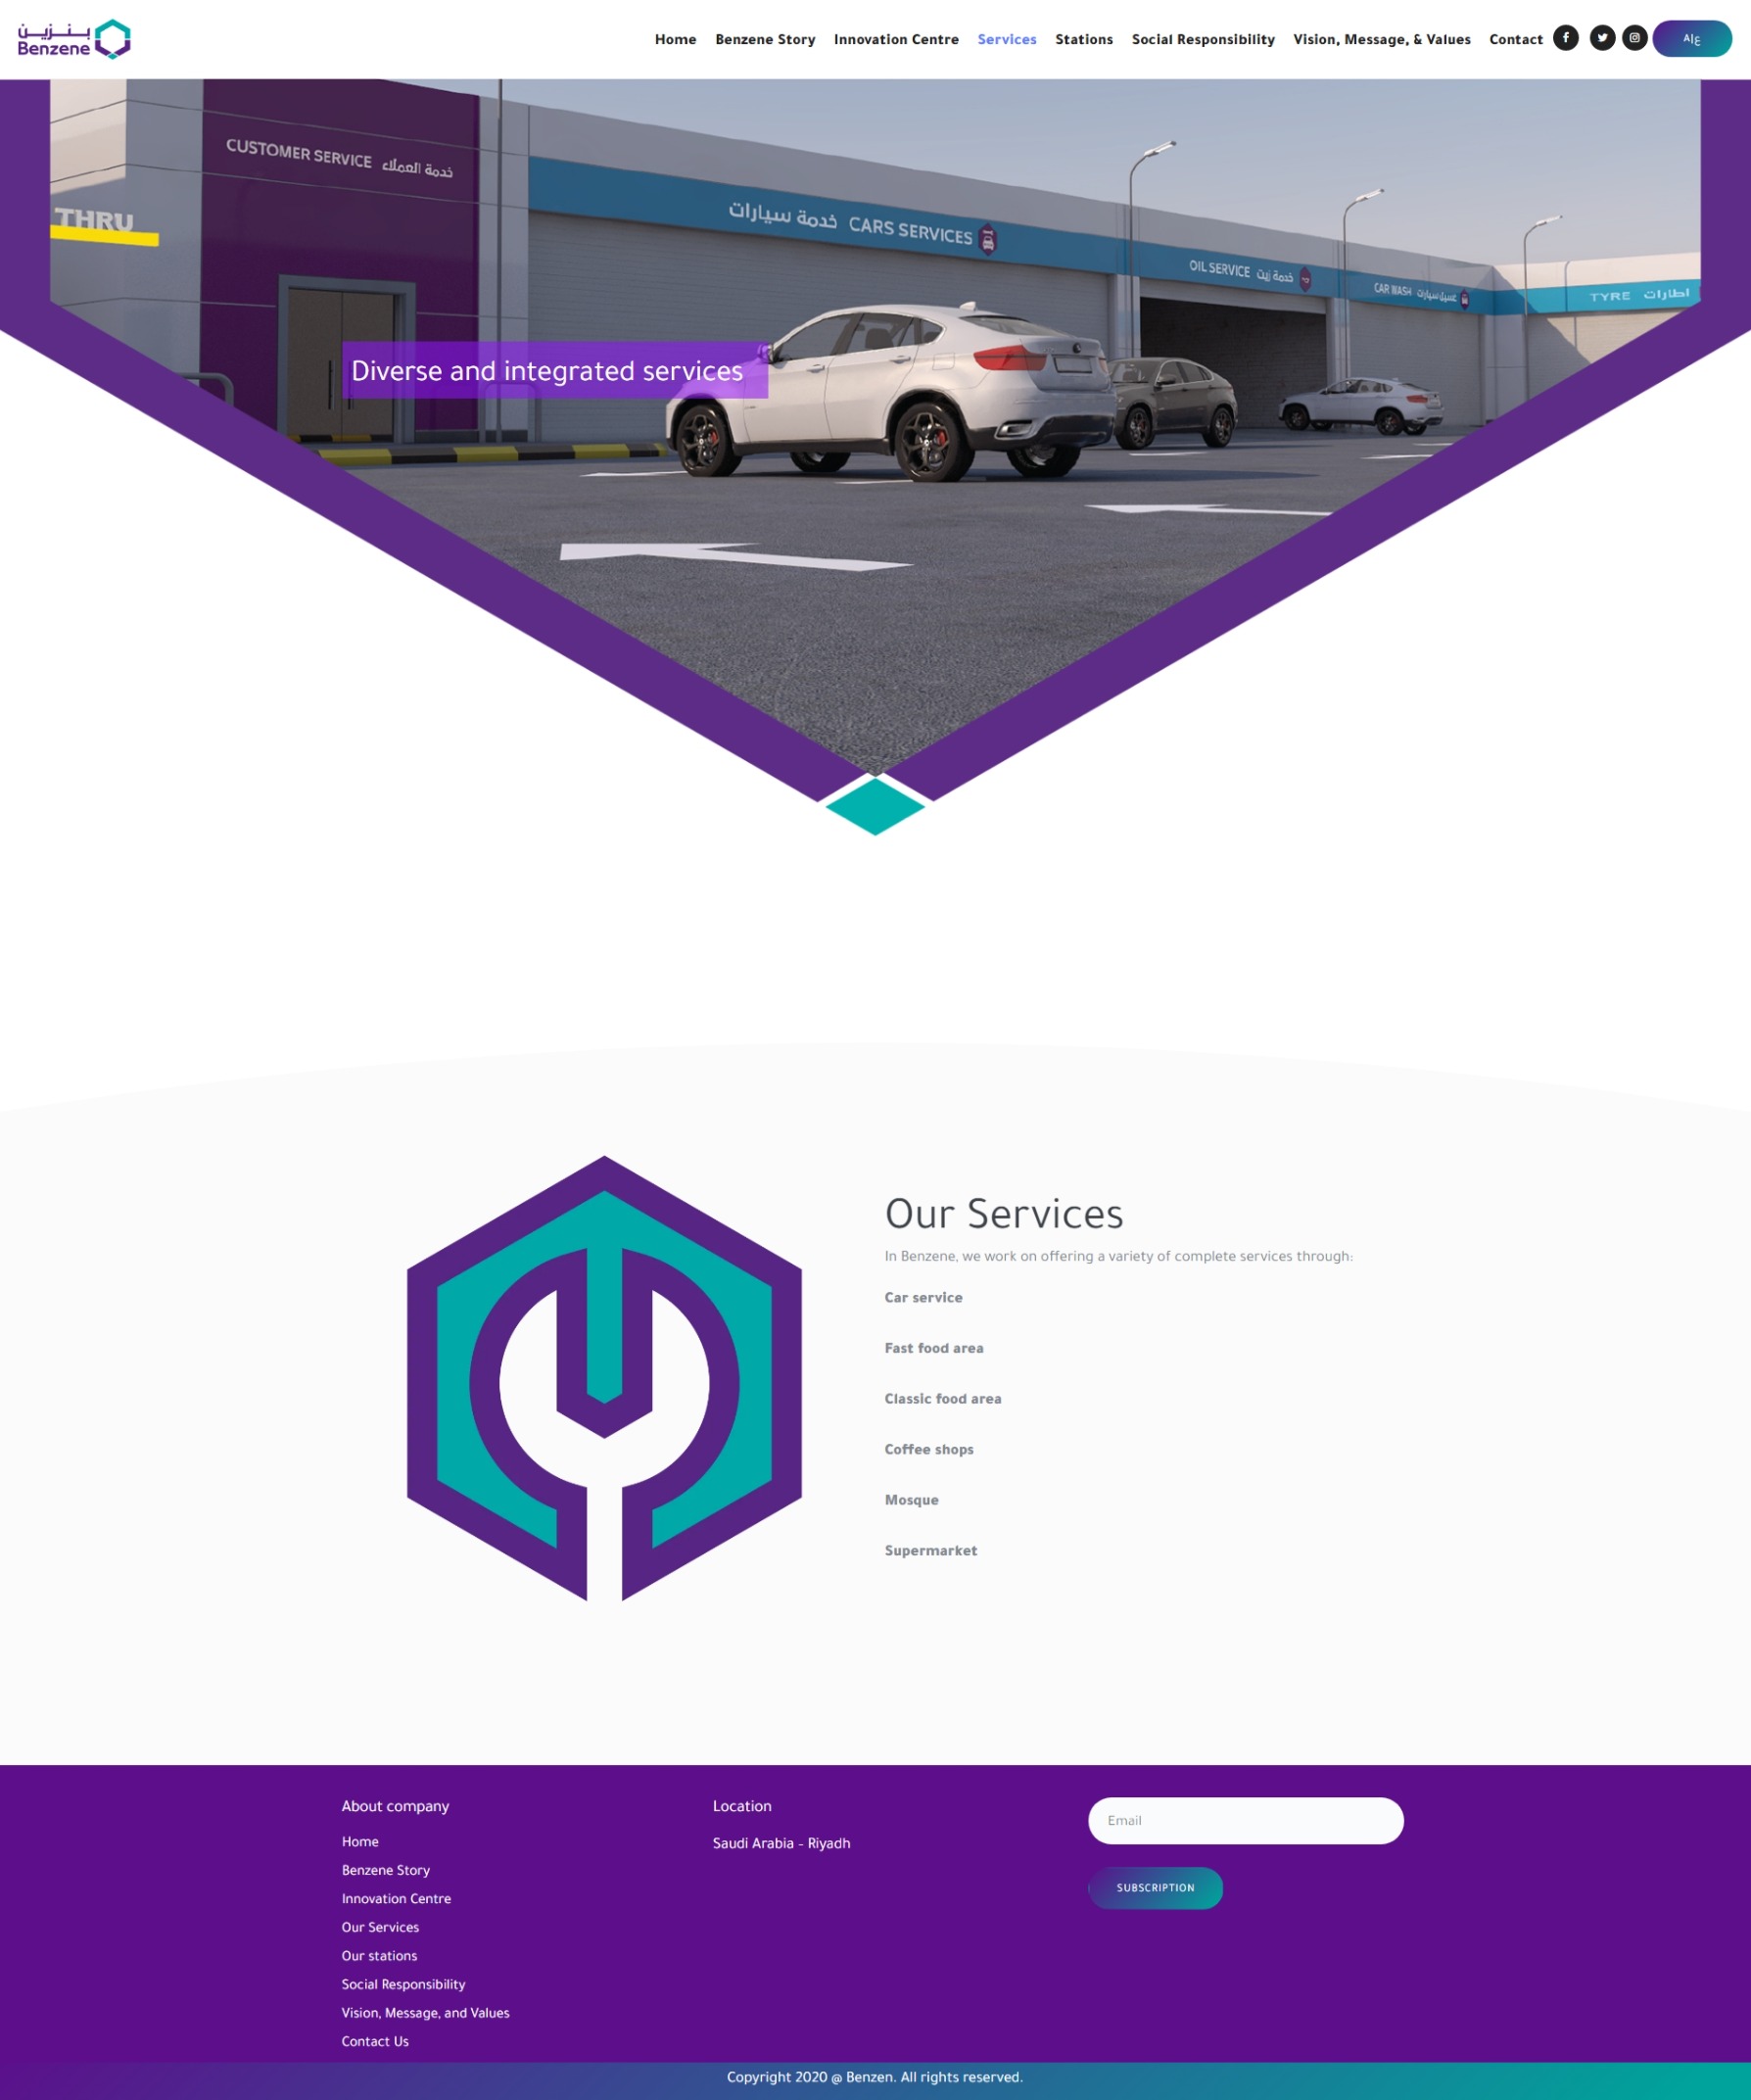 بنزين
Benzene
Home Benzene Story Innovation Centre Services Stations Social Responsibility Vision, Message, & Values Contact عاA
CUSTOMER SERVICE خدمة العملاء
THRU
خدمة سيارات CARS SERVICES
OIL SERVICE خدمة زيت
CAR WASH غسيل سيارات
TYRE اطارات
Diverse and integrated services
Our Services
In Benzene, we work on offering a variety of complete services through:
Car service
Fast food area
Classic food area
Coffee shops
Mosque
Supermarket
About company
Home
Benzene Story
Innovation Centre
Our Services
Our stations
Social Responsibility
Vision, Message, and Values
Contact Us
Location
Saudi Arabia - Riyadh
Email
SUBSCRIPTION
Copyright 2020 @ Benzen. All rights reserved.